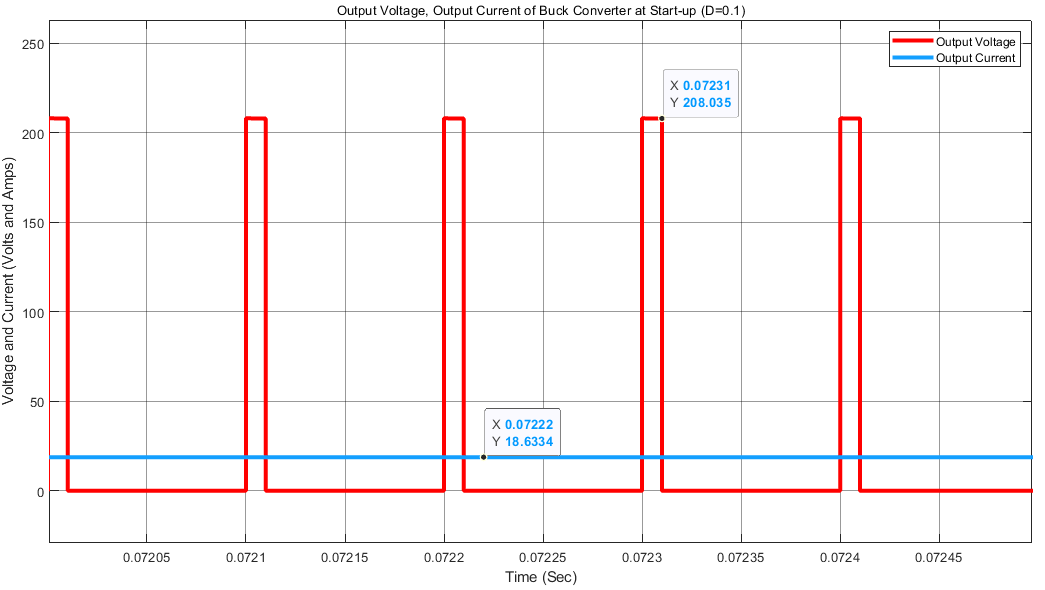 Output Voltage, Output Current of Buck Converter at Start-up (D=0.1)
Output Voltage
Output Current
Voltage and Current (Volts and Amps)
250
200
150
100
50
0
X 0.07231
Y 208.035
X 0.07222
Y 18.6334
0.07205
0.0721
0.07215
0.0722
0.07225
0.0723
0.07235
0.0724
0.07245
Time (Sec)